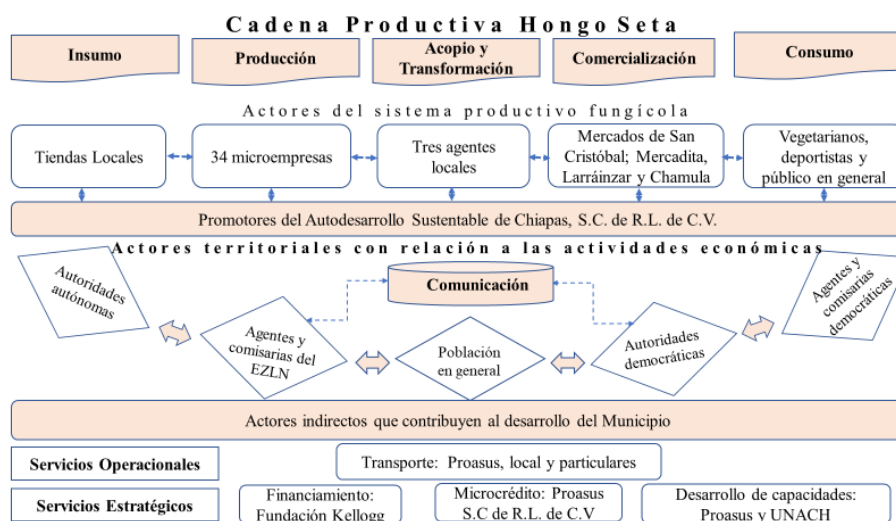 Cadena Productiva Hongo Seta
Insumo
Producción
Acopio y
Transformación
Comercialización
Consumo
Actores del sistema productivo fungícola
Tiendas Locales
34 microempresas
Tres agentes
locales
Mercados de San
Cristóbal; Mercadita,
Larráinzar y Chamula
Vegetarianos,
deportistas y
público en general
Promotores del Autodesarrollo Sustentable de Chiapas, S.C. de R.L. de C.V.
Actores territoriales con relación a las actividades económicas
Autoridades
autónomas
Agentes y
comisarias del
EZLN
Comunicación
Población
en general
Autoridades
democráticas
Agentes y
comisarias
democráticas
Actores indirectos que contribuyen al desarrollo del Municipio
Servicios Operacionales
Transporte: Proasus, local y particulares
Servicios Estratégicos
Financiamiento:
Fundación Kellogg
Microcrédito: Proasus
S.C de R.L. de C.V
Desarrollo de capacidades:
Proasus y UNACH